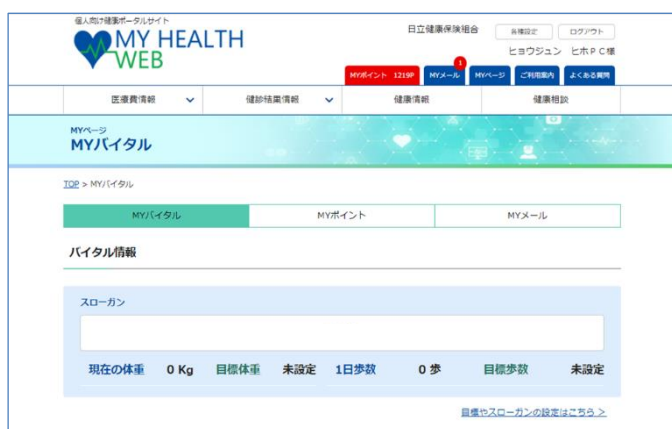 個人向け健康ポータルサイト
MY HEALTH WEB
日立健康保険組合 各種設定 ログアウト
ヒョウジュン ヒホPC様
MYポイント 1219P MYメール 1 MYページ ご利用案内 よくある質問
医療費情報 健診結果情報 健康情報 健康相談
MYページ
MYバイタル
TOP > MYバイタル
MYバイタル MYポイント MYメール
バイタル情報
スローガン
現在の体重 0 Kg 目標体重 未設定 1日歩数 0 歩 目標歩数 未設定
目標やスローガンの設定はこちら >